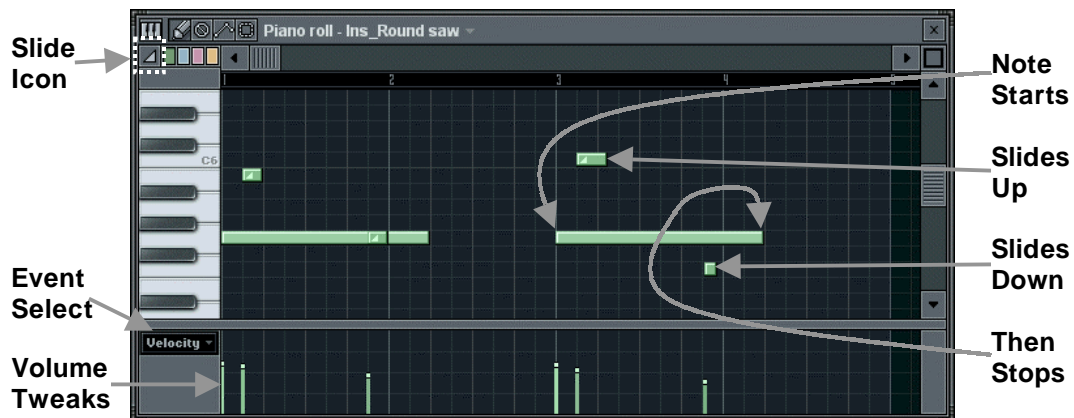 Piano roll - Ins_Round saw
Slide
Icon
1 2 3 4 5
Note
Starts
C6
Slides
Up
Slides
Down
Event
Select
Velocity
Then
Stops
Volume
Tweaks